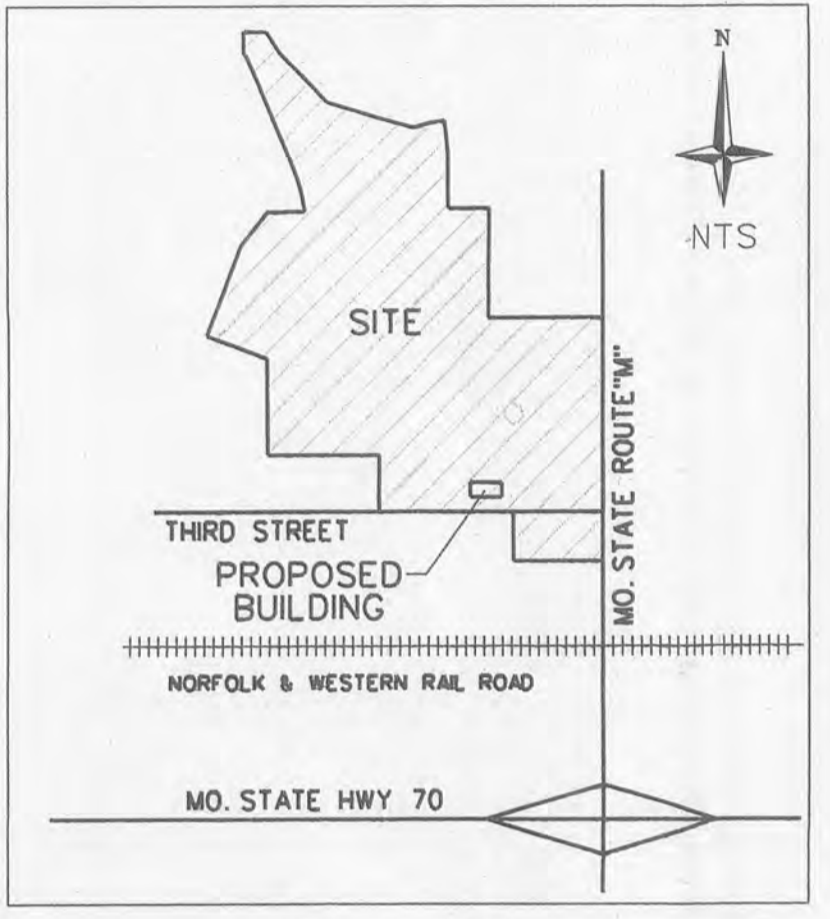 N
NTS
SITE
MO. STATE ROUTE "M"
THIRD STREET
PROPOSED
BUILDING
NORFOLK & WESTERN RAIL ROAD
MO. STATE HWY 70